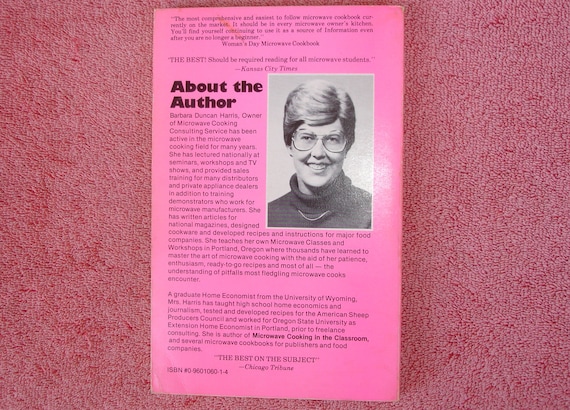 "The most comprehensive and easiest to follow microwave cookbook cur-
rently on the market. It should be in every microwave owner's kitchen.
You'll find yourself continuing to use it as a source of Information even
after you are no longer a beginner."
Woman's Day Microwave Cookbook
"THE BEST! Should be required reading for all microwave students."
—Kansas City Times
About the
Author
Barbara Duncan Harris, Owner
of Microwave Cooking
Consulting Service has been
active in the microwave
cooking field for many years.
She has lectured nationally at
seminars, workshops and TV
shows, and provided sales
training for many distributors
and private appliance dealers
in addition to training
demonstrators who work for
microwave manufacturers. She
has written articles for
national magazines, designed
cookware and developed recipes and instructions for major food
companies. She teaches her own Microwave Classes and
Workshops in Portland, Oregon where thousands have learned to
master the art of microwave cooking with the aid of her patience,
enthusiasm, ready-to-go recipes and most of all — the
understanding of pitfalls most fledgling microwave cooks
encounter.
A graduate Home Economist from the University of Wyoming,
Mrs. Harris has taught high school home economics and
journalism, tested and developed recipes for the American Sheep
Producers Council and worked for Oregon State University as
Extension Home Economist in Portland, prior to freelance
consulting. She is author of Microwave Cooking in the Classroom,
and several microwave cookbooks for publishers and food
companies.
"THE BEST ON THE SUBJECT"
—Chicago Tribune
ISBN #0-9601060-1-4